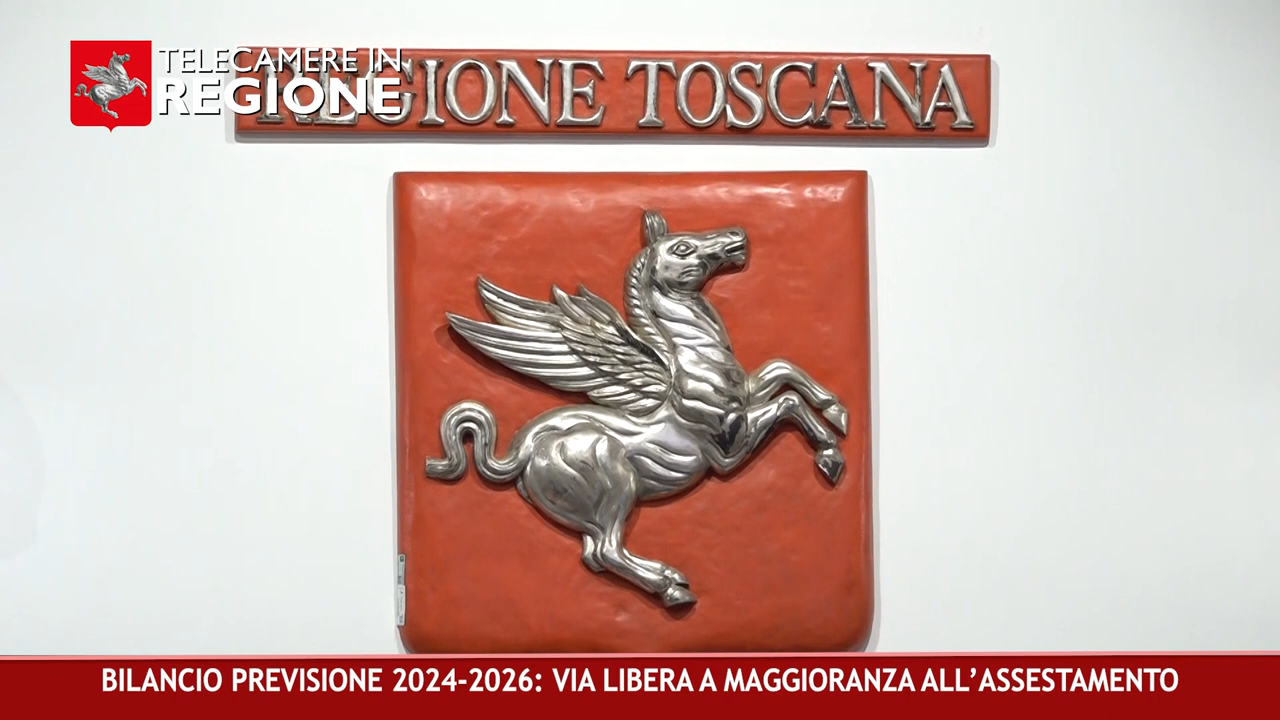 TELECAMERE IN
REGIONE
REGIONE TOSCANA
BILANCIO PREVISIONE 2024-2026: VIA LIBERA A MAGGIORANZA ALL’ASSESTAMENTO